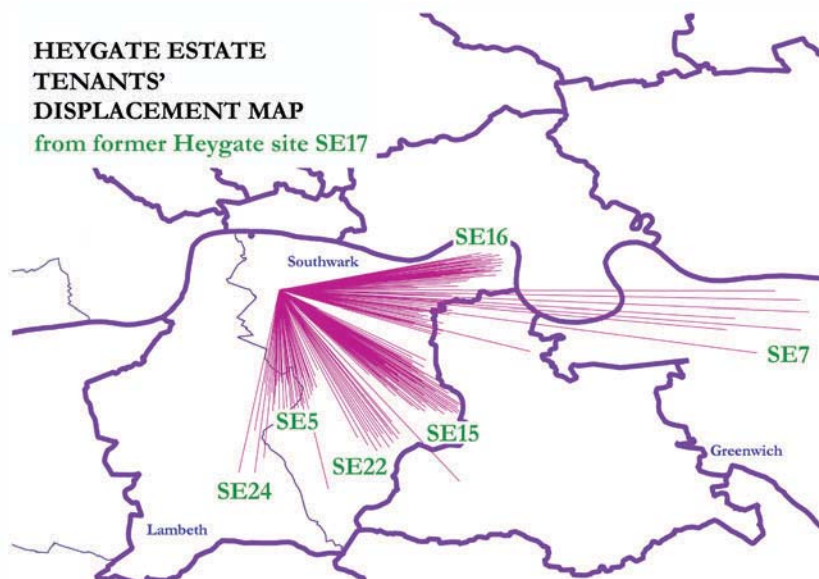 HEYGATE ESTATE
TENANTS'
DISPLACEMENT MAP
from former Heygate site SE17
SE16
Southwark
SE7
SE5
SE15
SE22
Greenwich
SE24
Lambeth